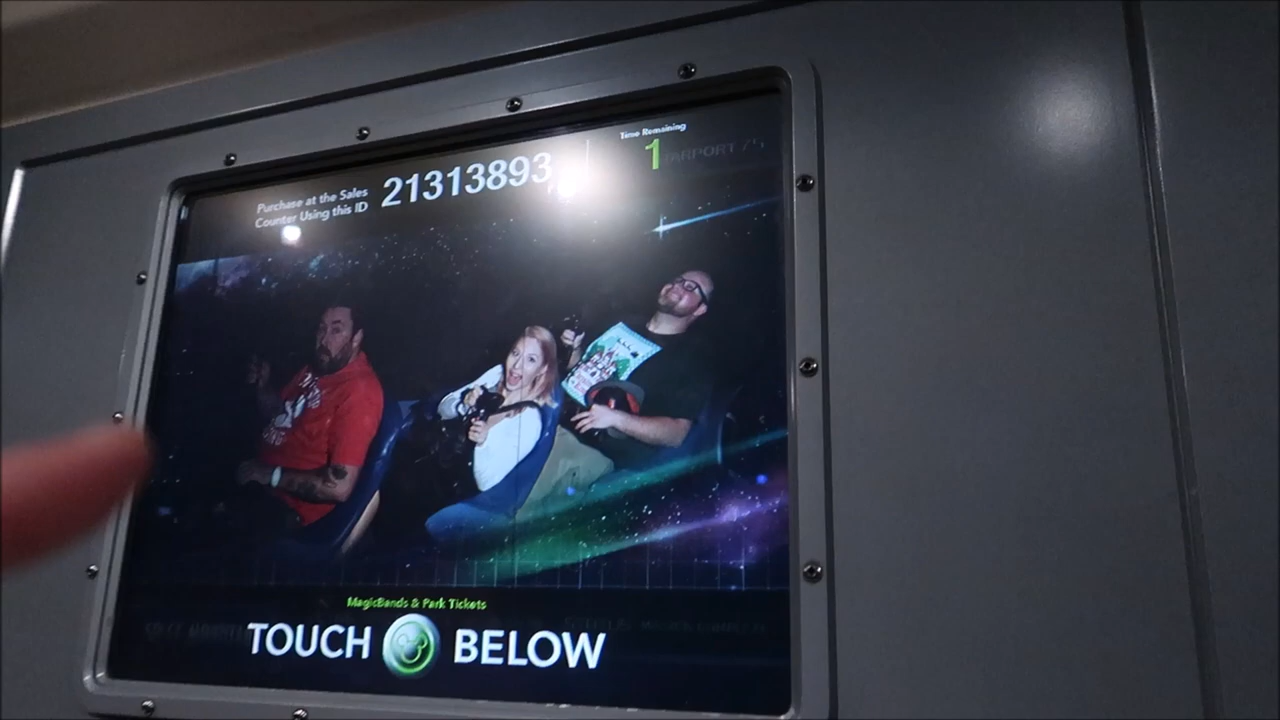 Time Remaining
1
Purchase at the Sales
Counter Using this ID
21313893
MagicBands & Park Tickets
TOUCH BELOW